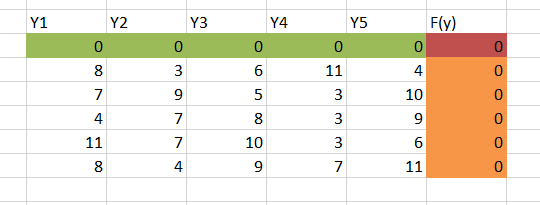 Y1 Y2 Y3 Y4 Y5 F(y)
0 0 0 0 0 0
8 3 6 11 4 0
7 9 5 3 10 0
4 7 8 3 9 0
11 7 10 3 6 0
8 4 9 7 11 0